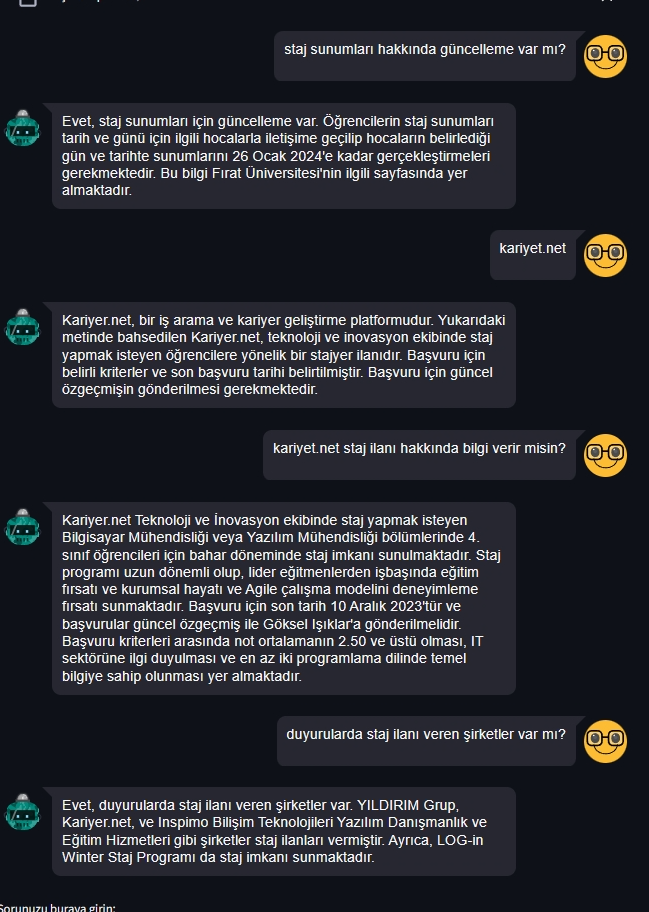 staj sunumları hakkında güncelleme var mı?
Evet, staj sunumları için güncelleme var. Öğrencilerin staj sunumları
tarih ve günü için ilgili hocalarla iletişime geçilip hocaların belirlediği
gün ve tarihte sunumlarını 26 Ocak 2024'e kadar gerçekleştirmeleri
gerekmektedir. Bu bilgi Fırat Üniversitesi'nin ilgili sayfasında yer
almaktadır.
kariyet.net
Kariyer.net, bir iş arama ve kariyer geliştirme platformudur. Yukarıdaki
metinde bahsedilen Kariyer.net, teknoloji ve inovasyon ekibinde staj
yapmak isteyen öğrencilere yönelik bir stajyer ilanıdır. Başvuru için
belirli kriterler ve son başvuru tarihi belirtilmiştir. Başvuru için güncel
özgeçmişin gönderilmesi gerekmektedir.
kariyet.net staj ilanı hakkında bilgi verir misin?
Kariyer.net Teknoloji ve İnovasyon ekibinde staj yapmak isteyen
Bilgisayar Mühendisliği veya Yazılım Mühendisliği bölümlerinde 4.
sınıf öğrencileri için bahar döneminde staj imkanı sunulmaktadır. Staj
programı uzun dönemli olup, lider eğitmenlerden işbaşında eğitim
fırsatı ve kurumsal hayatı ve Agile çalışma modelini deneyimleme
fırsatı sunmaktadır. Başvuru için son tarih 10 Aralık 2023'tür ve
başvurular güncel özgeçmiş ile Göksel Işıklar'a gönderilmelidir.
Başvuru kriterleri arasında not ortalamanın 2.50 ve üstü olması, IT
sektörüne ilgi duyulması ve en az iki programlama dilinde temel
bilgiye sahip olunması yer almaktadır.
duyurularda staj ilanı veren şirketler var mı?
Evet, duyurularda staj ilanı veren şirketler var. YILDIRIM Grup,
Kariyer.net, ve Inspimo Bilişim Teknolojileri Yazılım Danışmanlık ve
Eğitim Hizmetleri gibi şirketler staj ilanları vermiştir. Ayrıca, LOG-in
Winter Staj Programı da staj imkanı sunmaktadır.
Sorunuzu buraya girin: